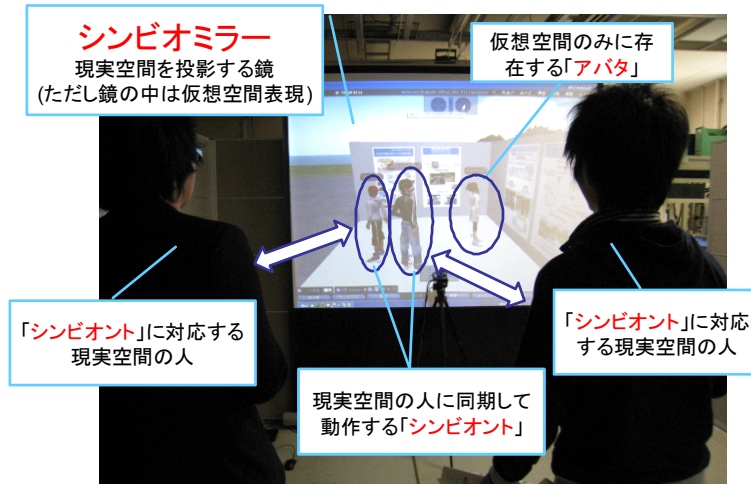 シンビオミラー
現実空間を投影する鏡
(ただし鏡の中は仮想空間表現)
仮想空間のみに存
在する「アバタ」
「シンビオント」に対応する
現実空間の人
「シンビオント」に対応
する現実空間の人
現実空間の人に同期して
動作する「シンビオント」